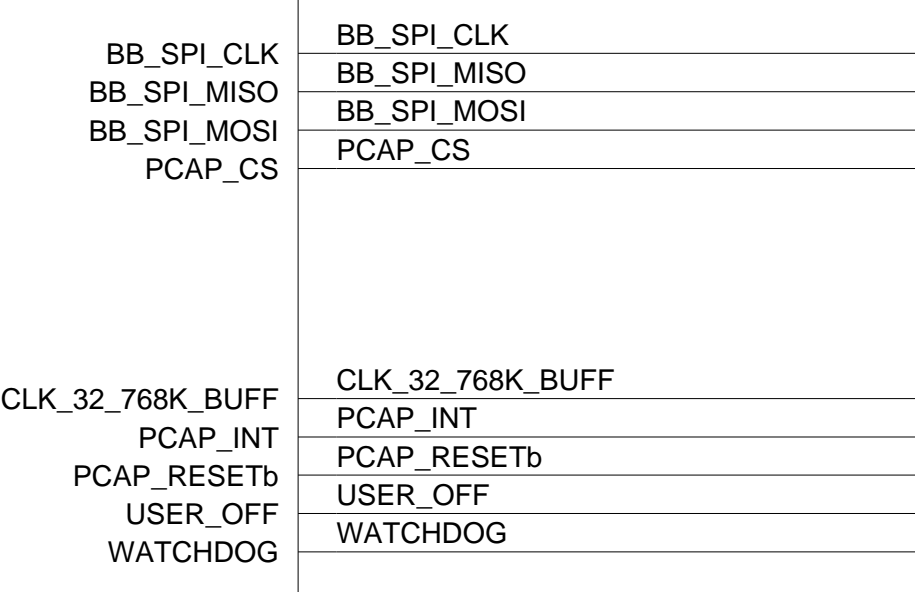 BB_SPI_CLK
BB_SPI_CLK
BB_SPI_MISO
BB_SPI_MISO
BB_SPI_MOSI
BB_SPI_MOSI
PCAP_CS
PCAP_CS
CLK_32_768K_BUFF
CLK_32_768K_BUFF
PCAP_INT
PCAP_INT
PCAP_RESETb
PCAP_RESETb
USER_OFF
USER_OFF
WATCHDOG
WATCHDOG